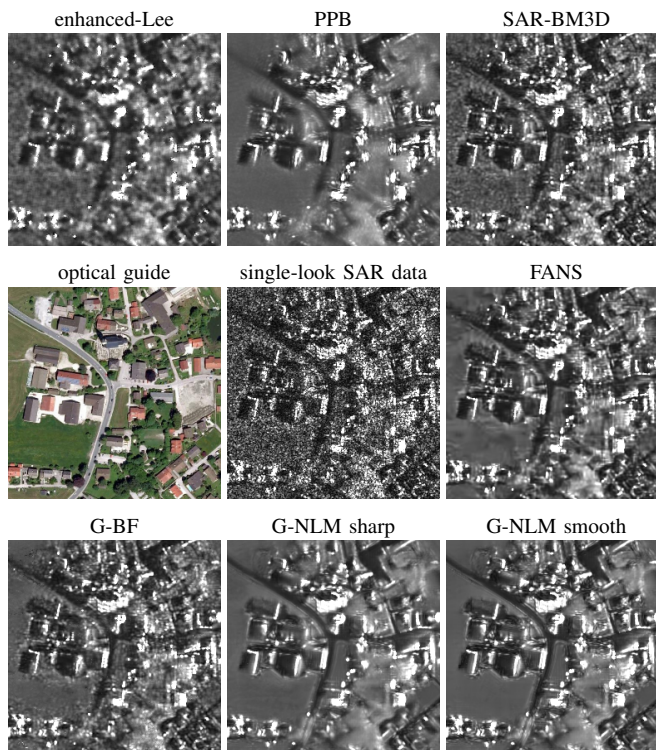 enhanced-Lee
PPB
SAR-BM3D
optical guide
single-look SAR data
FANS
G-BF
G-NLM sharp
G-NLM smooth